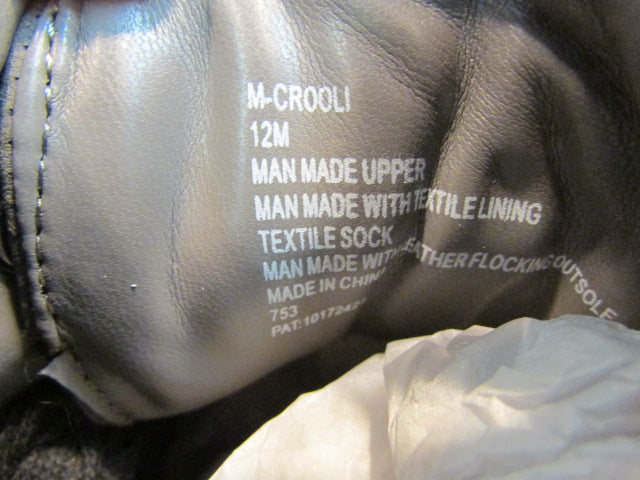 M-CROOLI
12M
MAN MADE UPPER
MAN MADE WITH TEXTILE LINING
TEXTILE SOCK
MAN MADE WITH LEATHER FLOCKING OUTSOLE
MADE IN CHINA
753